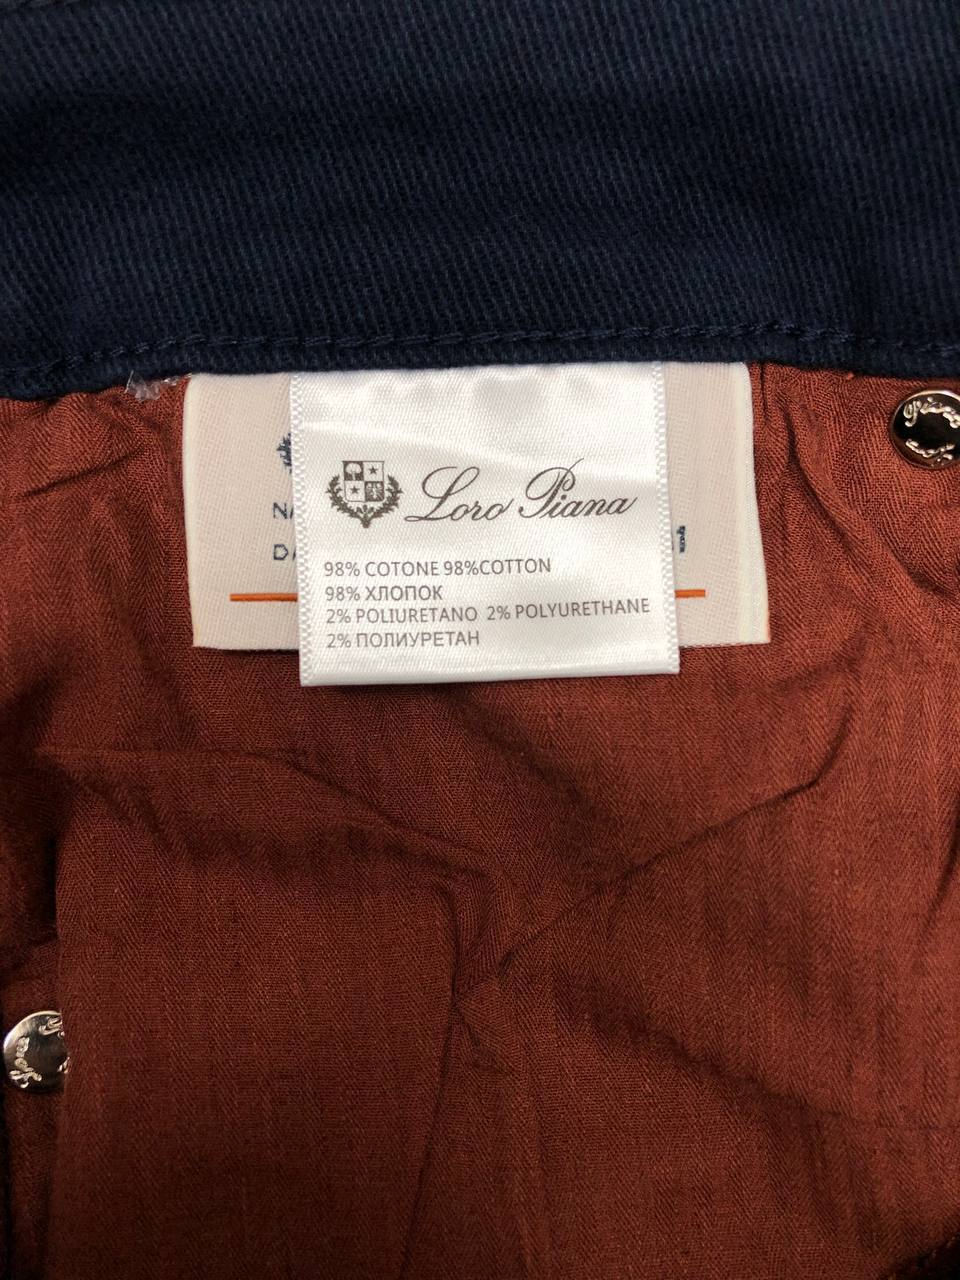 Loro Piana
98% COTONE 98%COTTON
98% ХЛОПОК
2% POLIURETANO 2% POLYURETHANE
2% ПОЛИУРЕТАН